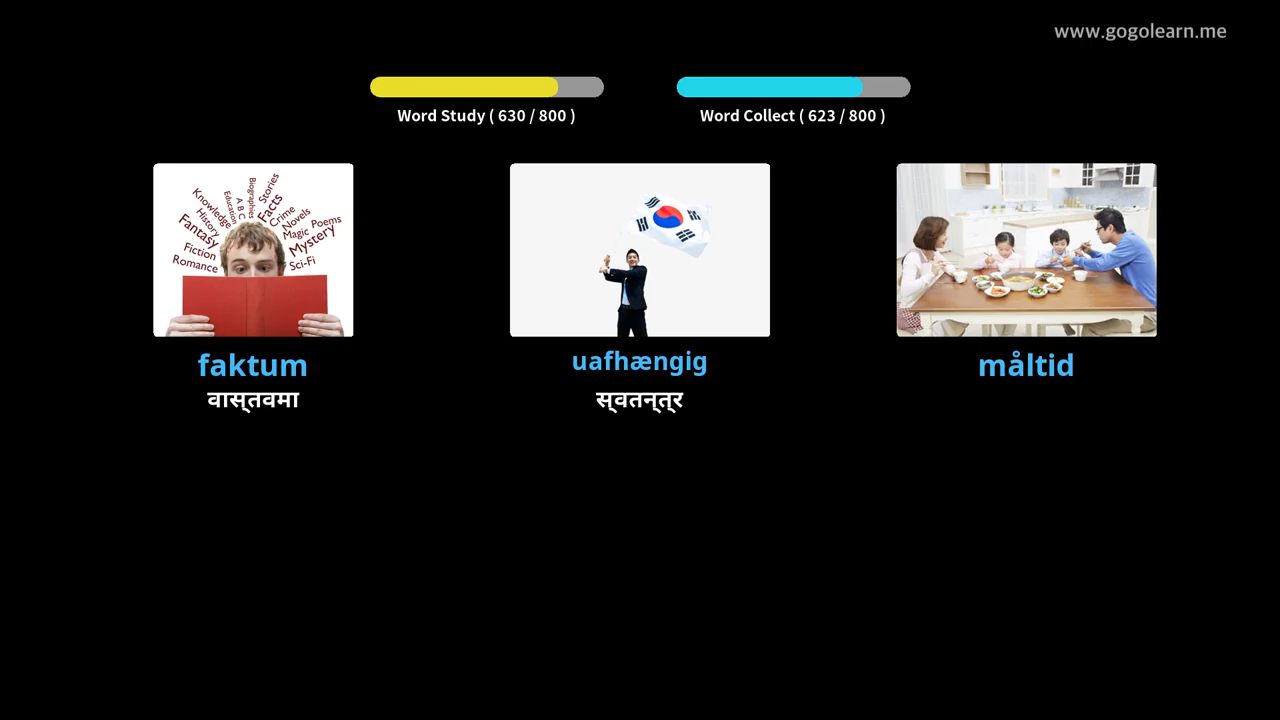 www.gogolearn.me
Word Study ( 630 / 800 )
Word Collect ( 623 / 800 )
Stories
Biographies
Facts
Knowledge
Education
A B C
Crime
Novels
History
Poems
Magic
Fantasy
Mystery
Fiction
Sci-Fi
Romance
faktum
uafhængig
måltid
वास्तवमा
स्वतन्त्र